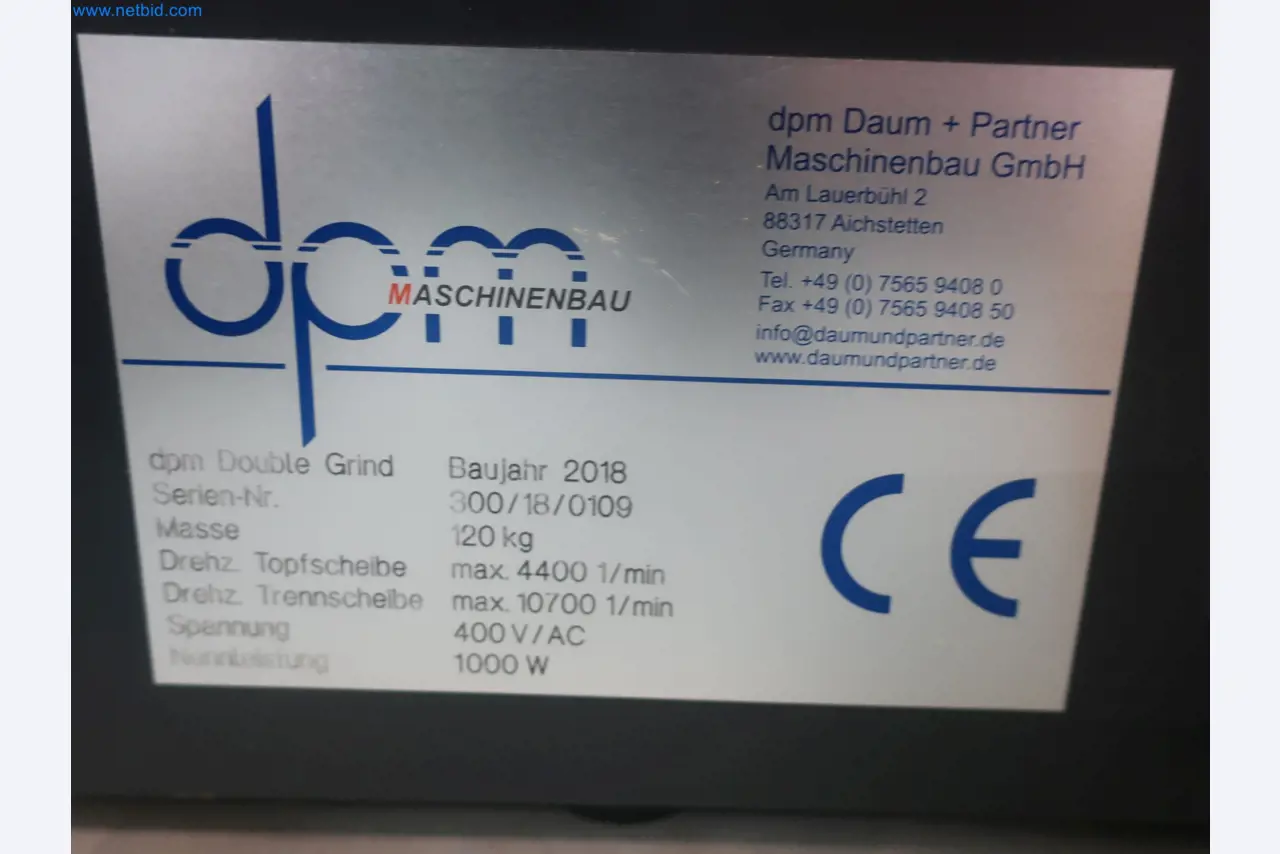 www.netbid.com
dpm
MASCHINENBAU
dpm Daum + Partner
Maschinenbau GmbH
Am Lauerbühl 2
88317 Aichstetten
Germany
Tel. +49 (0) 7565 9408 0
Fax +49 (0) 7565 9408 50
info@daumundpartner.de
www.daumundpartner.de
dpm Double Grind Baujahr 2018
Serien-Nr. 300/18/0109
Masse 120 kg
Drehz. Topfscheibe max. 4400 1/min
Drehz. Trennscheibe max. 10700 1/min
Spannung 400 V/AC
Nennleistung 1000 W
CE